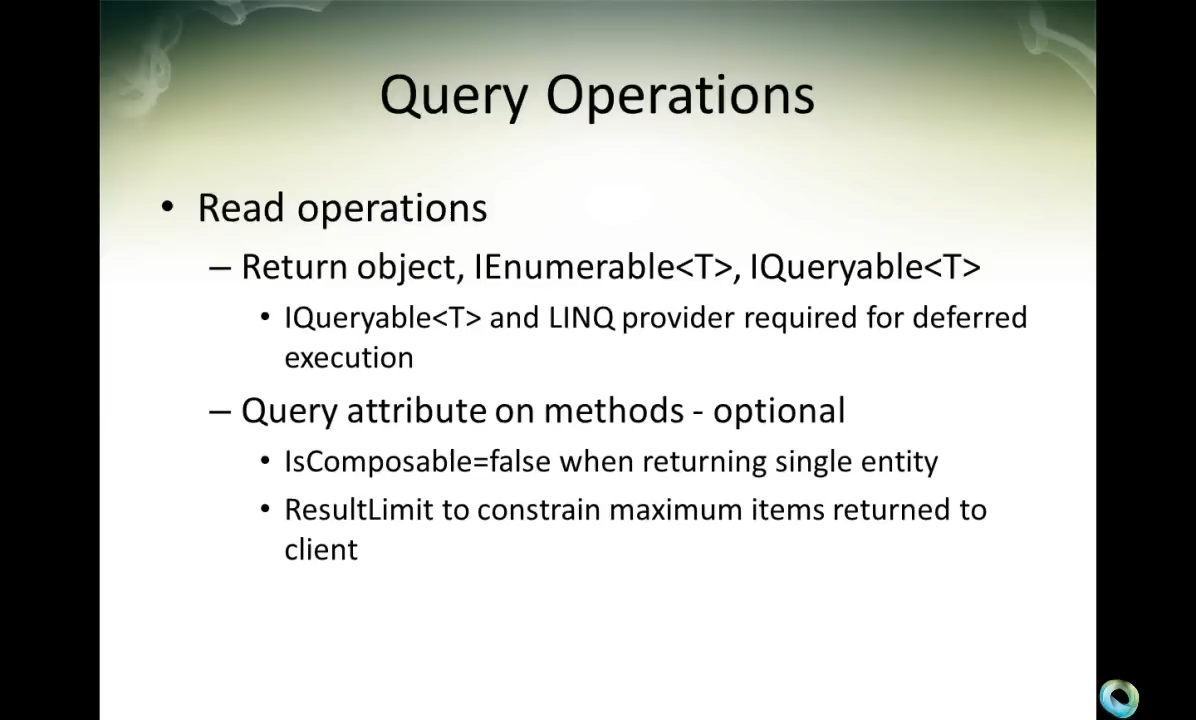 Query Operations
• Read operations
– Return object, IEnumerable<T>, IQueryable<T>
• IQueryable<T> and LINQ provider required for deferred
execution
– Query attribute on methods - optional
• IsComposable=false when returning single entity
• ResultLimit to constrain maximum items returned to
client